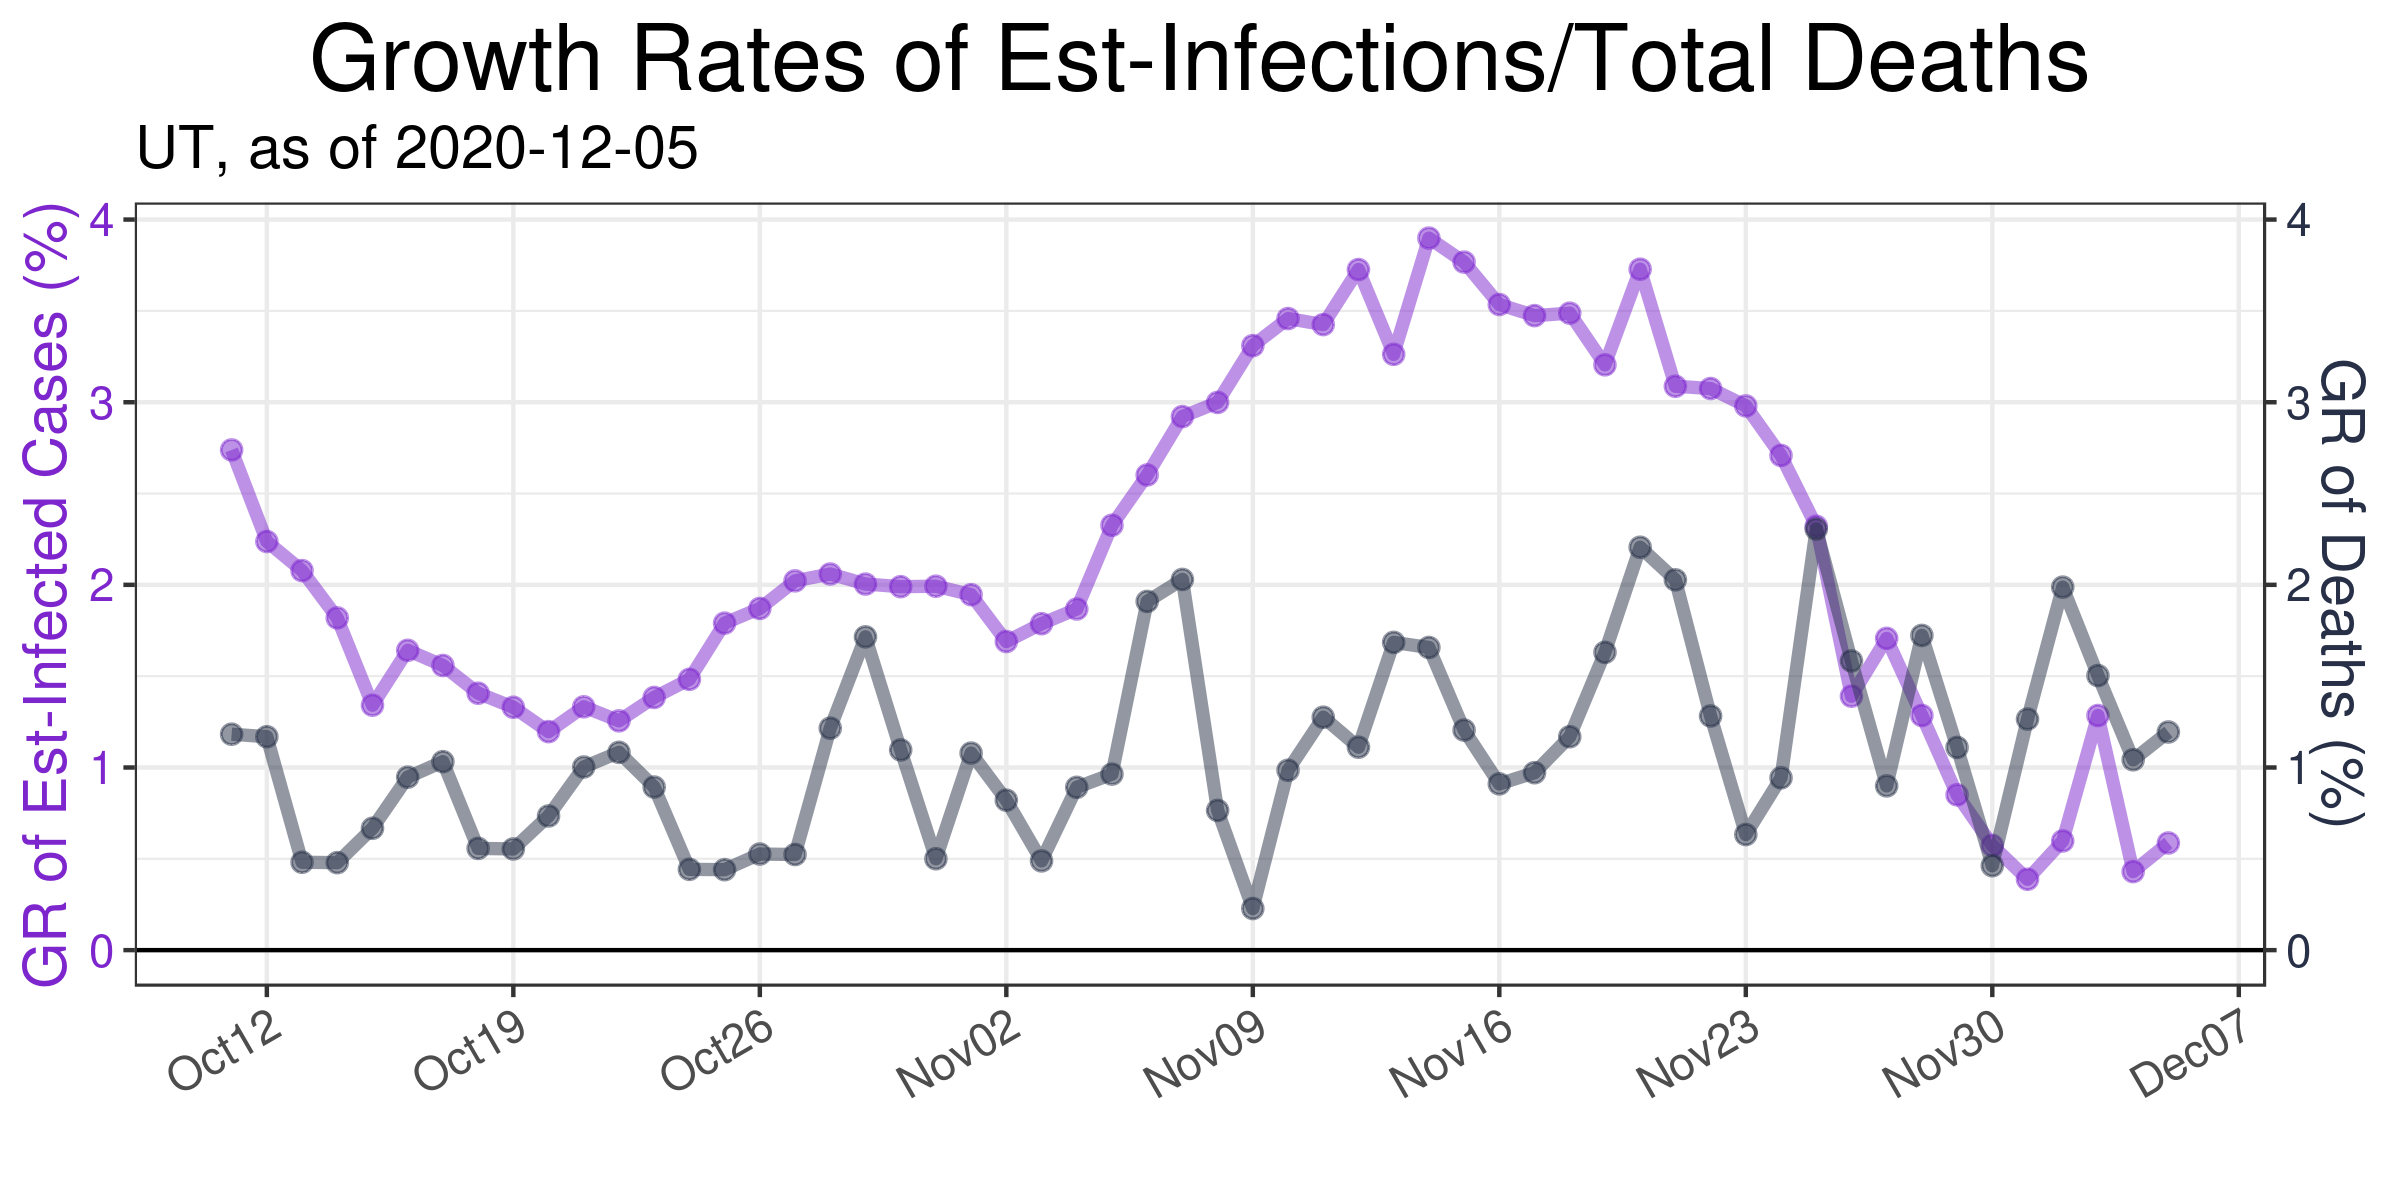 Growth Rates of Est-Infections/Total Deaths
UT, as of 2020-12-05
GR of Est-Infected Cases (%)
4
3
2
1
0
4
3
2
1
0
GR of Deaths (%)
Oct12
Oct19
Oct26
Nov02
Nov09
Nov16
Nov23
Nov30
Dec07